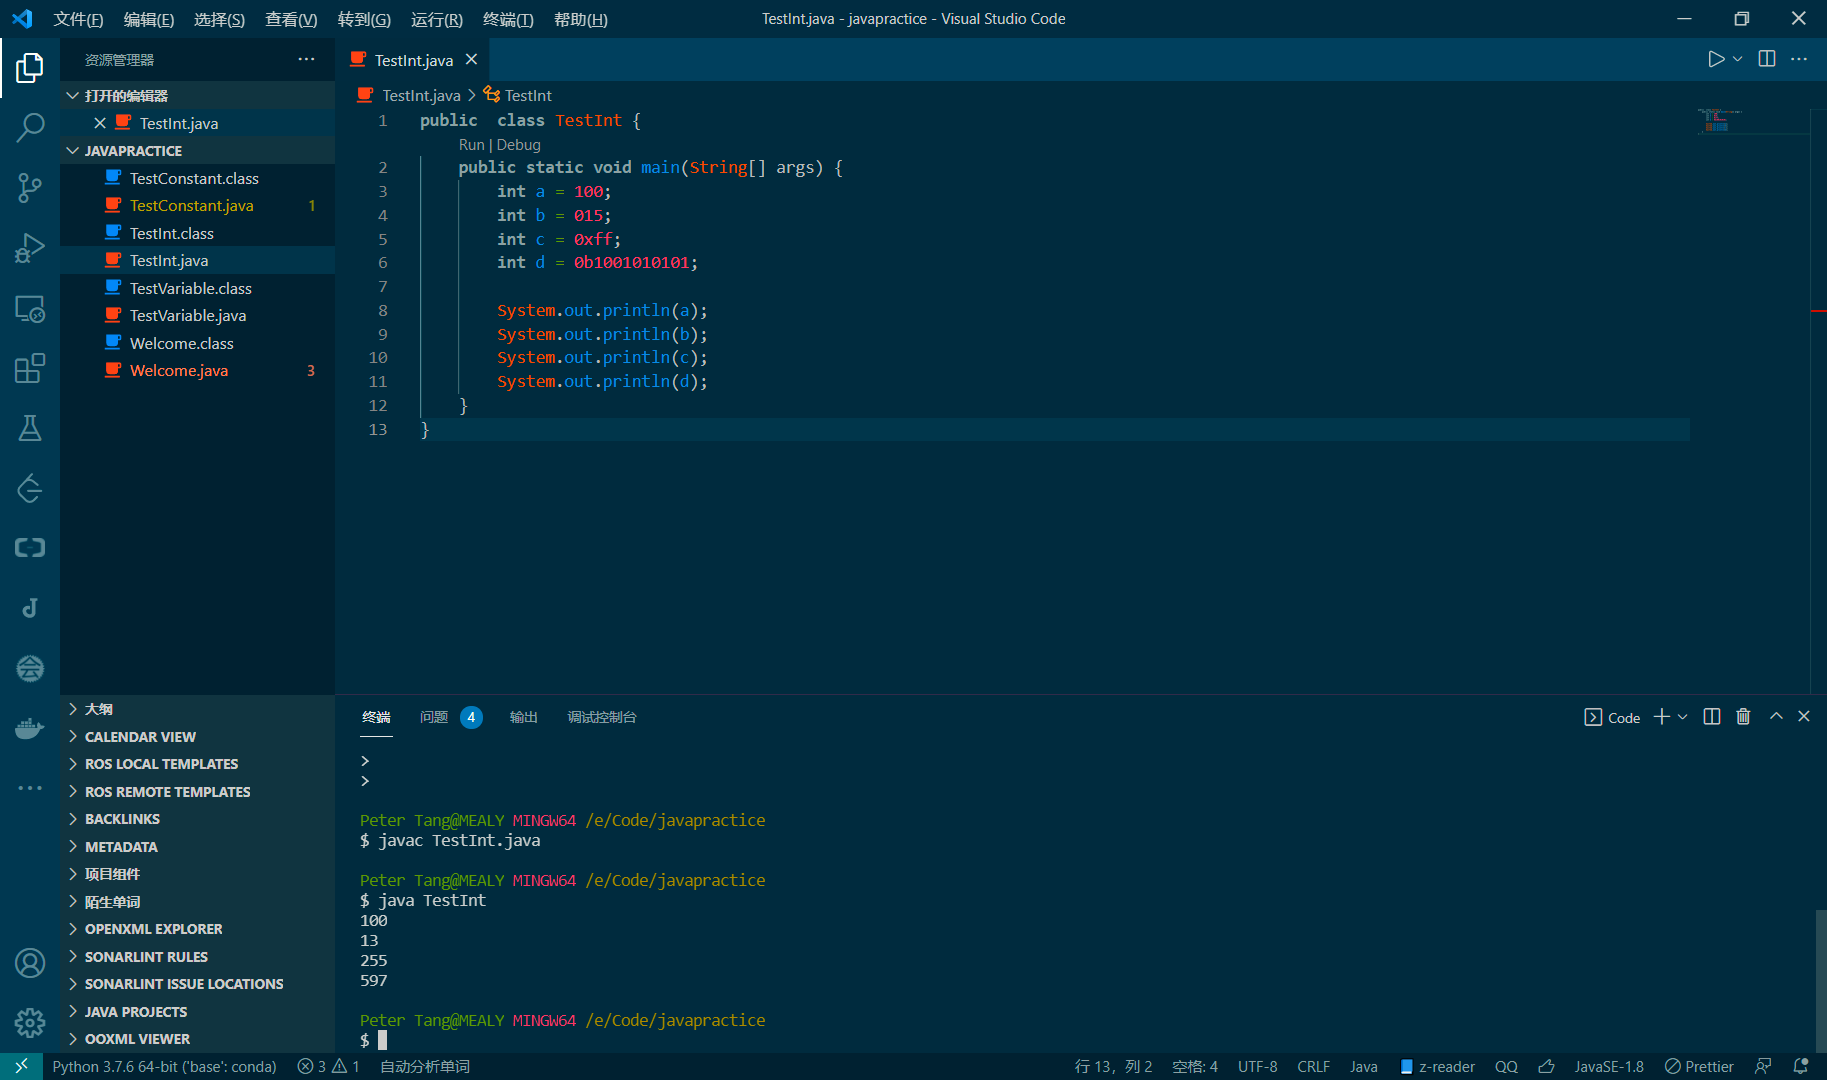 文件(F) 编辑(E) 选择(S) 查看(V) 转到(G) 运行(R) 终端(T) 帮助(H) TestInt.java - javapractice - Visual Studio Code
资源管理器
打开的编辑器
TestInt.java
JAVAPRACTICE
TestConstant.class
TestConstant.java 1
TestInt.class
TestInt.java
TestVariable.class
TestVariable.java
Welcome.class
Welcome.java 3
大纲
CALENDAR VIEW
ROS LOCAL TEMPLATES
ROS REMOTE TEMPLATES
BACKLINKS
METADATA
项目组件
陌生单词
OPENXML EXPLORER
SONARLINT RULES
SONARLINT ISSUE LOCATIONS
JAVA PROJECTS
OOXML VIEWER
TestInt.java
TestInt.java > TestInt
1 public  class TestInt {
Run | Debug
2     public static void main(String[] args) {
3         int a = 100;
4         int b = 015;
5         int c = 0xff;
6         int d = 0b1001010101;
7
8         System.out.println(a);
9         System.out.println(b);
10         System.out.println(c);
11         System.out.println(d);
12     }
13 }
终端 问题 4 输出 调试控制台 Code
>
>
Peter Tang@MEALY MINGW64 /e/Code/javapractice
$ javac TestInt.java
Peter Tang@MEALY MINGW64 /e/Code/javapractice
$ java TestInt
100
13
255
597
Peter Tang@MEALY MINGW64 /e/Code/javapractice
$
Python 3.7.6 64-bit ('base': conda) 3 1 自动分析单词 行 13，列 2 空格: 4 UTF-8 CRLF Java z-reader QQ JavaSE-1.8 Prettier